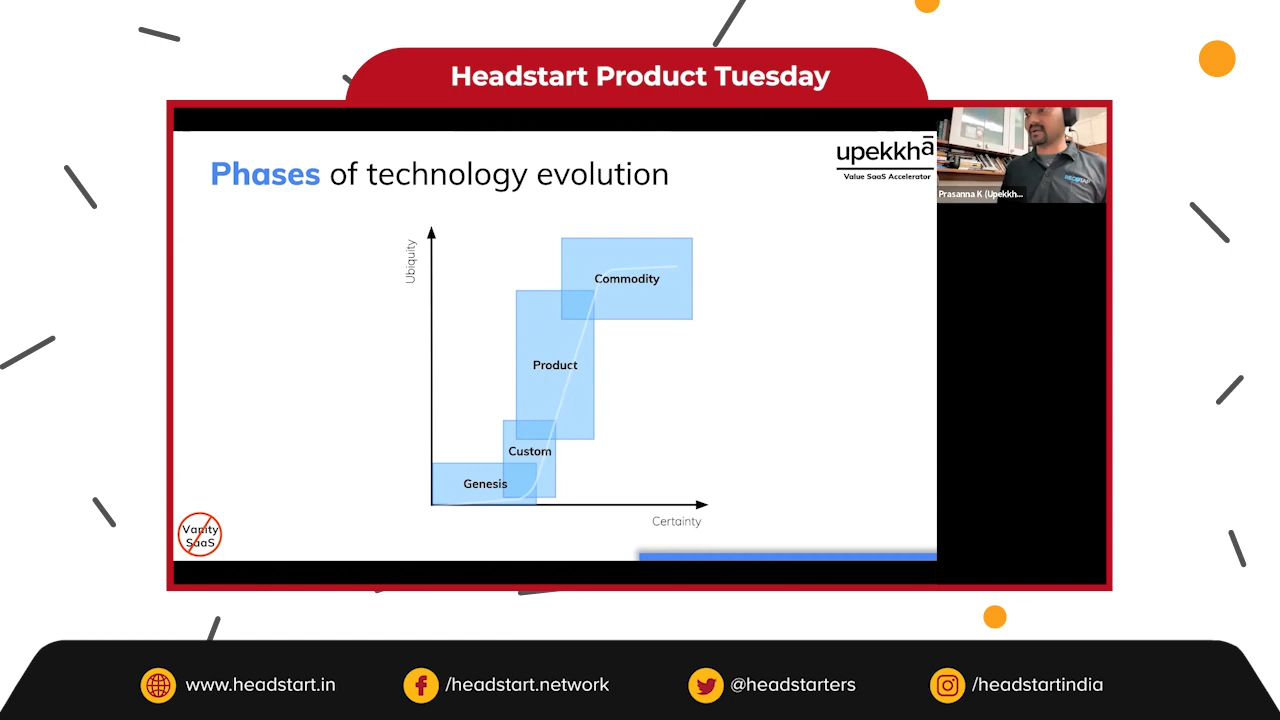 Headstart Product Tuesday
Phases of technology evolution
upekkhā
Value SaaS Accelerator
Prasanna K (Upekkh...
Ubiquity
Commodity
Product
Custom
Genesis
Certainty
Vanity
SaaS
www.headstart.in
/headstart.network
@headstarters
/headstartindia